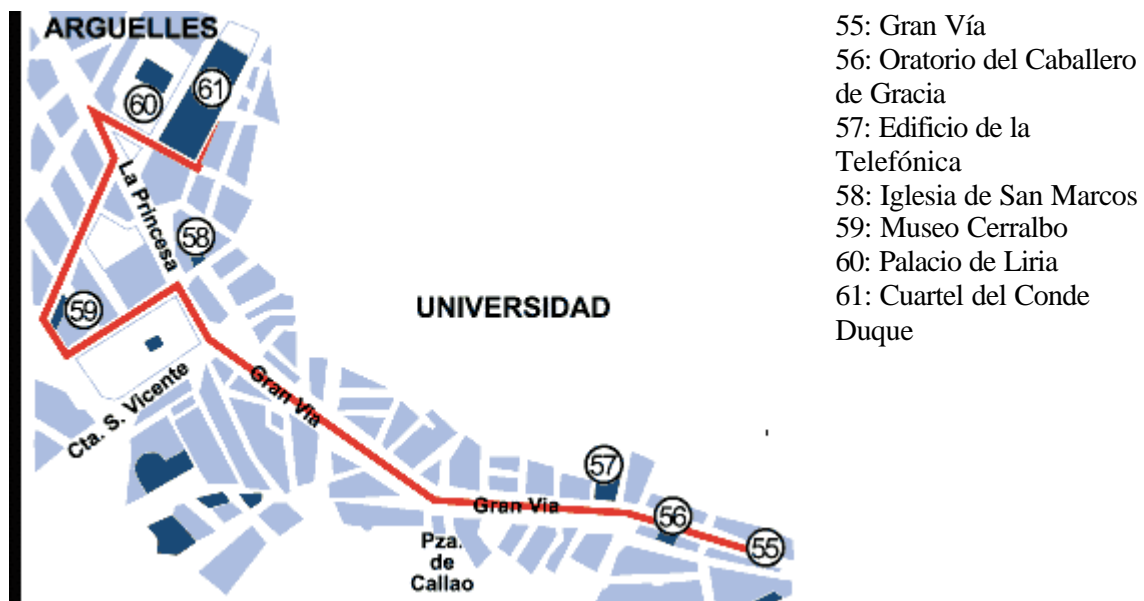 ARGUELLES
61
60
La Princesa
58
59
UNIVERSIDAD
Cta. S. Vicente
Gran Via
57
Gran Via
56
55
Pza.
de
Callao
55: Gran Vía
56: Oratorio del Caballero
de Gracia
57: Edificio de la
Telefónica
58: Iglesia de San Marcos
59: Museo Cerralbo
60: Palacio de Liria
61: Cuartel del Conde
Duque